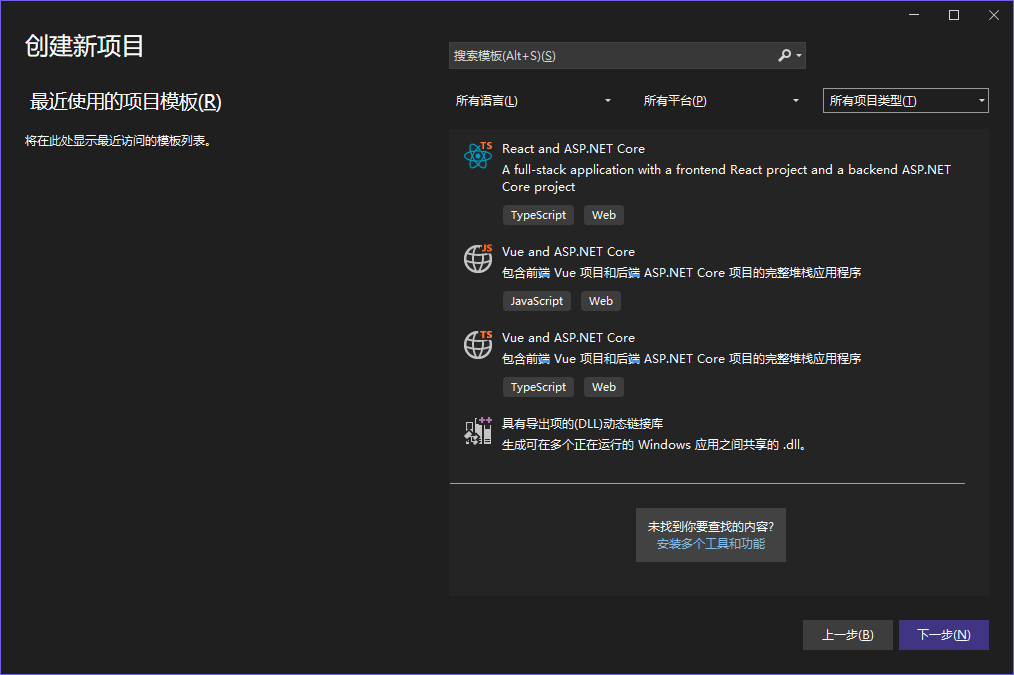 创建新项目
搜索模板(Alt+S)(S)
最近使用的项目模板(R)
所有语言(L)
所有平台(P)
所有项目类型(T)
将在此处显示最近访问的模板列表。
TS
React and ASP.NET Core
A full-stack application with a frontend React project and a backend ASP.NET
Core project
TypeScript
Web
JS
Vue and ASP.NET Core
包含前端 Vue 项目和后端 ASP.NET Core 项目的完整堆栈应用程序
JavaScript
Web
TS
Vue and ASP.NET Core
包含前端 Vue 项目和后端 ASP.NET Core 项目的完整堆栈应用程序
TypeScript
Web
++
具有导出项的(DLL)动态链接库
生成可在多个正在运行的 Windows 应用之间共享的 .dll。
未找到你要查找的内容?
安装多个工具和功能
上一步(B)
下一步(N)